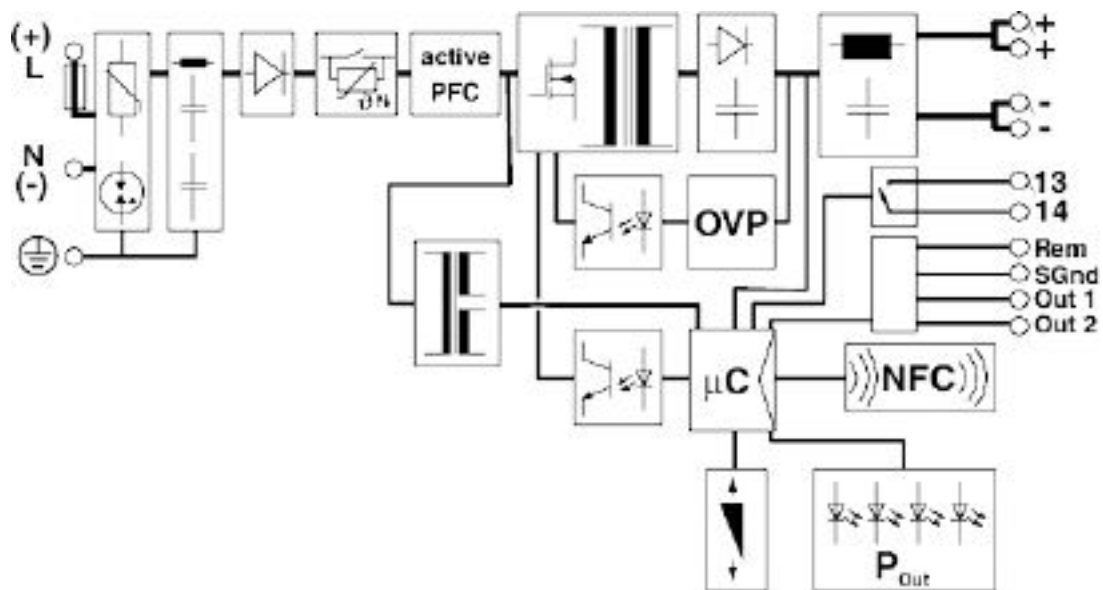 (+)
L
N
(-)
ϑN
active
PFC
+
+
-
-
13
14
OVP
Rem
SGnd
Out 1
Out 2
μC
NFC
POut